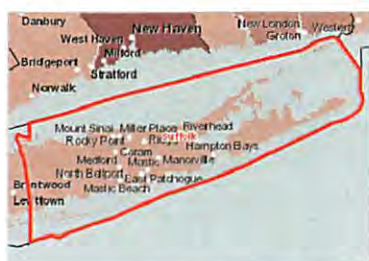 Danbury
New Haven
New London
Westerly
Groton
West Haven
Milford
Bridgeport
Stratford
Norwalk
Mount Sinai Miller Place Riverhead
Rocky Point Ridge Suffolk
Coram Hampton Bays
Medford Mastic Manorville
North Bellport
Brentwood East Patchogue
Mastic Beach
Levittown